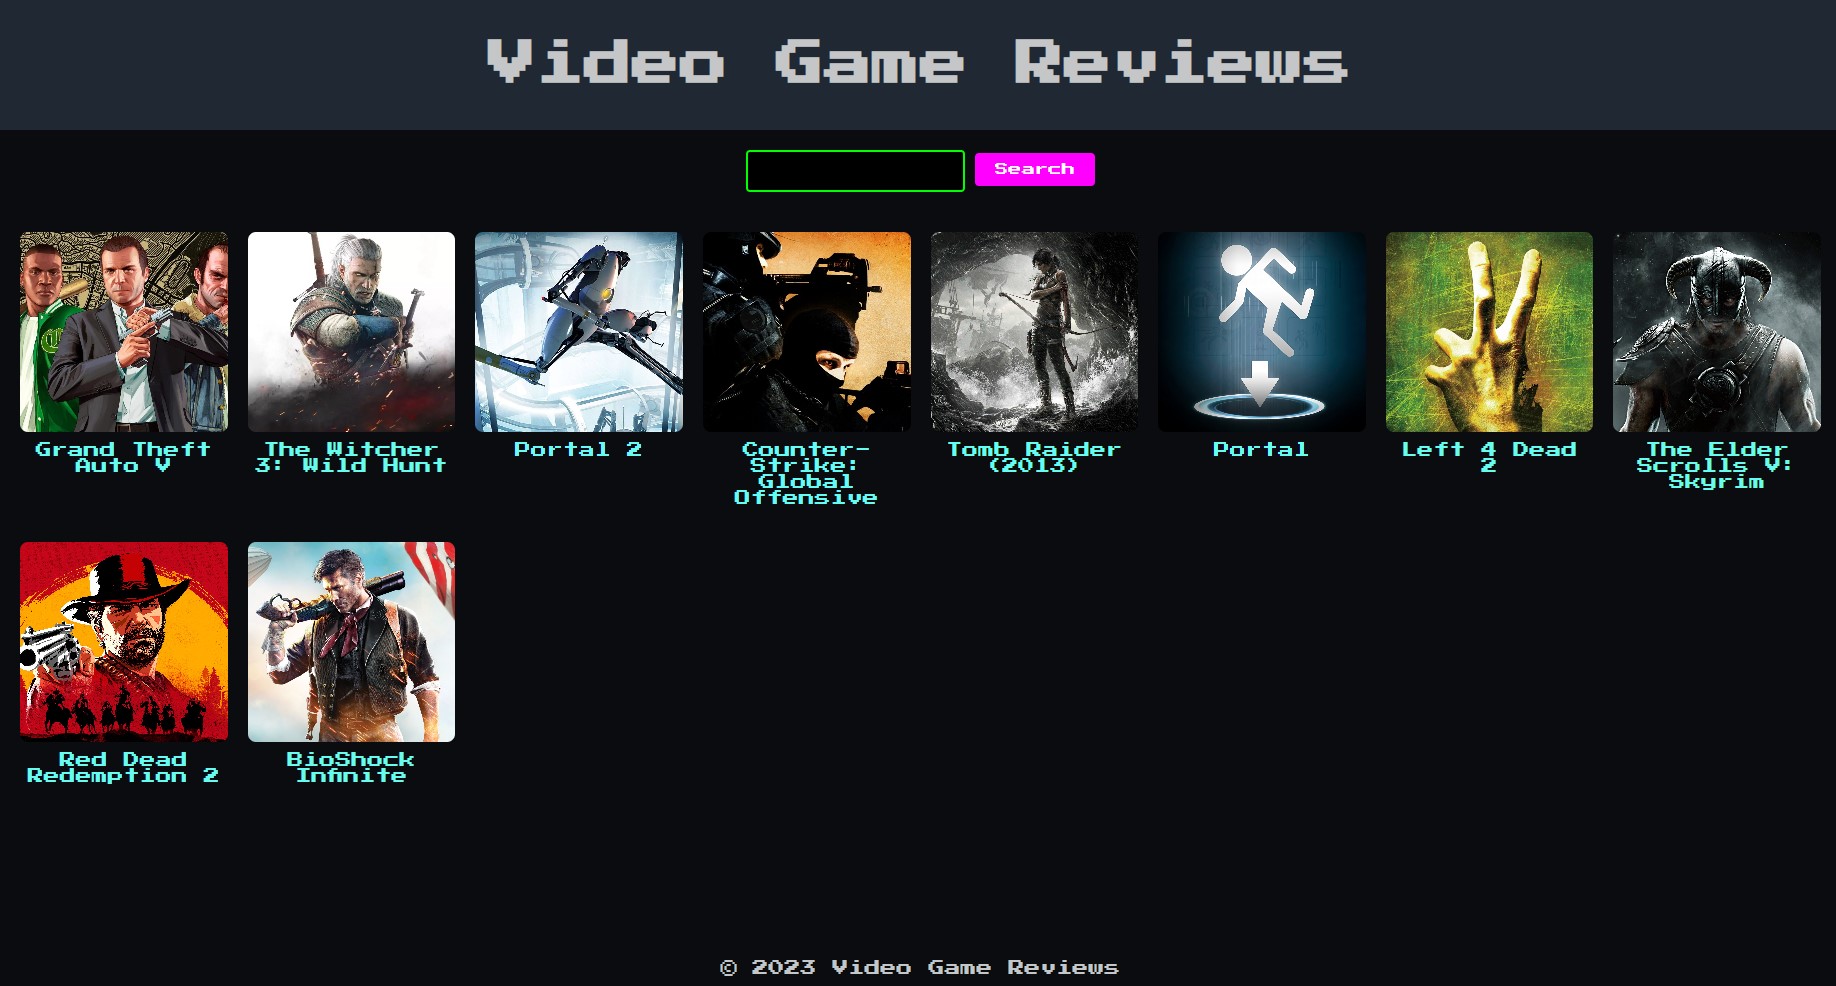 Video Game Reviews
Search
Grand Theft
Auto V
The Witcher
3: Wild Hunt
Portal 2
Counter-
Strike:
Global
Offensive
Tomb Raider
(2013)
Portal
Left 4 Dead
2
The Elder
Scrolls V:
Skyrim
Red Dead
Redemption 2
BioShock
Infinite
© 2023 Video Game Reviews